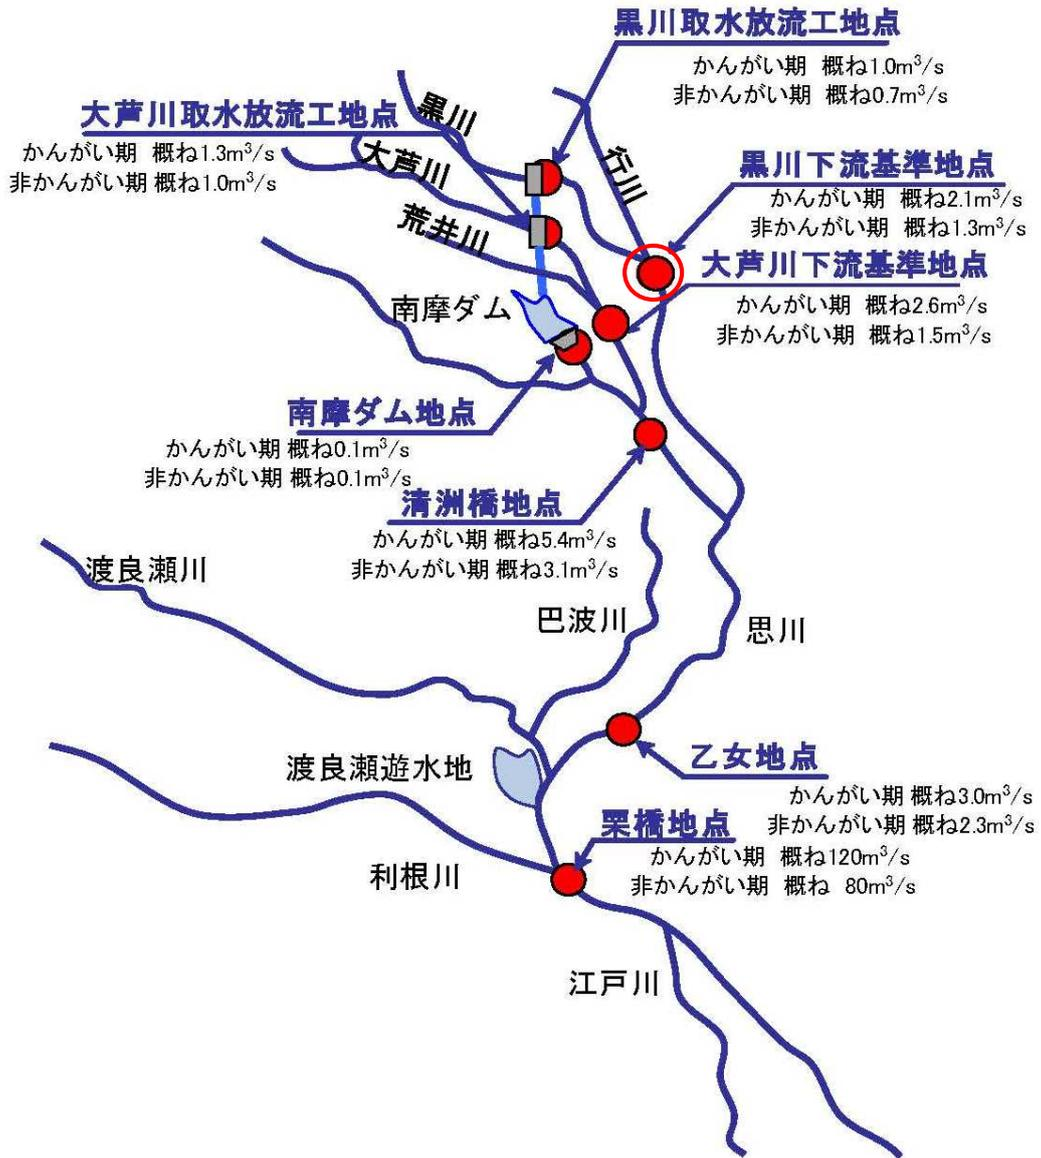 黒川取水放流工地点
かんがい期　概ね1.0m³/s
非かんがい期　概ね0.7m³/s
大芦川取水放流工地点
かんがい期　概ね1.3m³/s
非かんがい期 概ね1.0m³/s
黒川
大芦川
荒井川
行川
黒川下流基準地点
かんがい期　概ね2.1m³/s
非かんがい期　概ね1.3m³/s
大芦川下流基準地点
かんがい期　概ね2.6m³/s
非かんがい期　概ね1.5m³/s
南摩ダム
南摩ダム地点
かんがい期 概ね0.1m³/s
非かんがい期 概ね0.1m³/s
清洲橋地点
かんがい期 概ね5.4m³/s
非かんがい期 概ね3.1m³/s
渡良瀬川
巴波川
思川
渡良瀬遊水地
乙女地点
かんがい期 概ね3.0m³/s
非かんがい期 概ね2.3m³/s
栗橋地点
かんがい期　概ね120m³/s
非かんがい期　概ね　80m³/s
利根川
江戸川